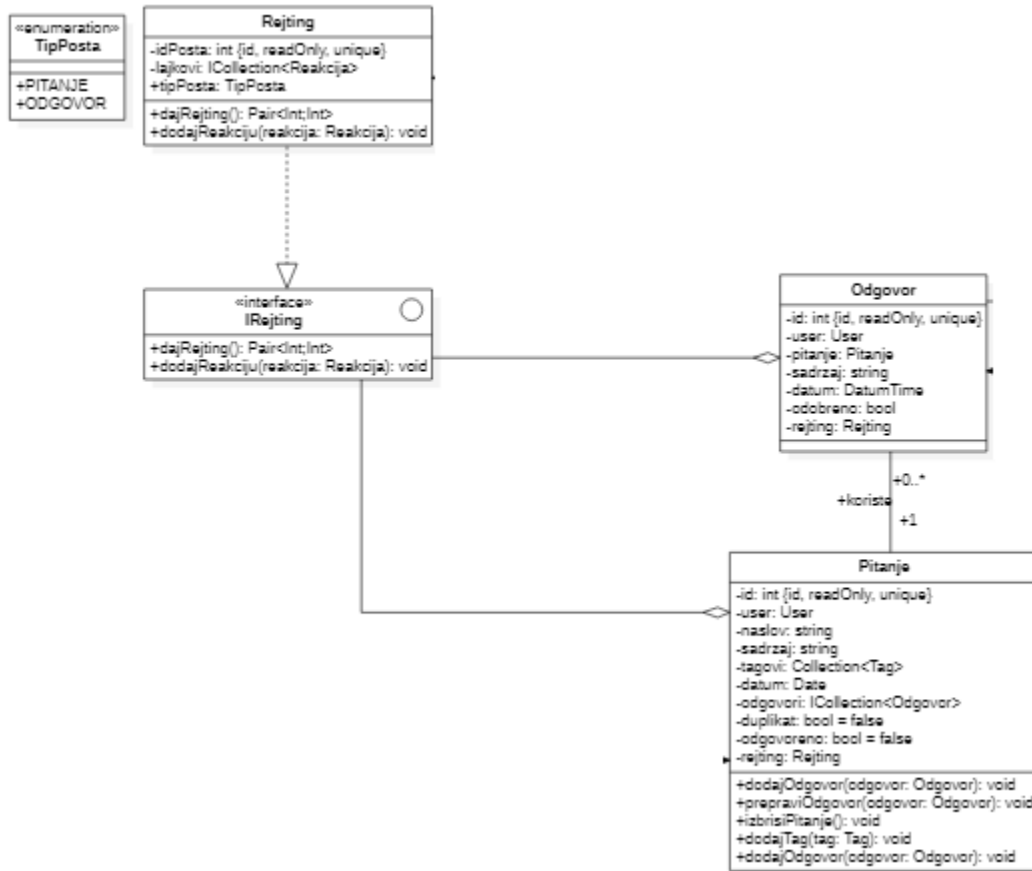 «enumeration»
TipPosta
+PITANJE
+ODGOVOR
Rejting
-idPosta: int {id, readOnly, unique}
-lajkovi: ICollection<Reakcija>
+tipPosta: TipPosta
+dajRejting(): Pair<Int;Int>
+dodajReakciju(reakcija: Reakcija): void
«interface»
IRejting
+dajRejting(): Pair<Int;Int>
+dodajReakciju(reakcija: Reakcija): void
Odgovor
-id: int {id, readOnly, unique}
-user: User
-pitanje: Pitanje
-sadrzaj: string
-datum: DatumTime
-odobreno: bool
-rejting: Rejting
+0..*
+koriste
+1
Pitanje
-id: int {id, readOnly, unique}
-user: User
-naslov: string
-sadrzaj: string
-tagovi: Collection<Tag>
-datum: Date
-odgovori: ICollection<Odgovor>
-duplikat: bool = false
-odgovoreno: bool = false
-rejting: Rejting
+dodajOdgovor(odgovor: Odgovor): void
+prepraviOdgovor(odgovor: Odgovor): void
+izbrisiPitanje(): void
+dodajTag(tag: Tag): void
+dodajOdgovor(odgovor: Odgovor): void